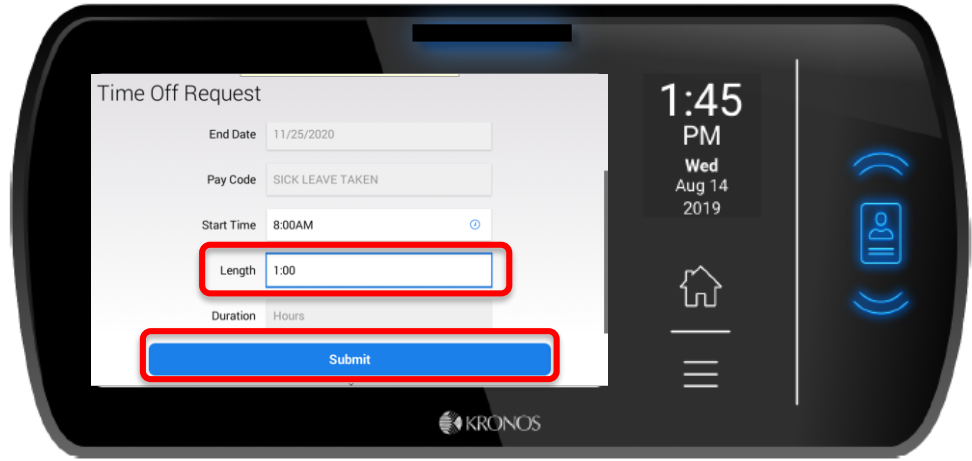 Time Off Request
End Date 11/25/2020
Pay Code SICK LEAVE TAKEN
Start Time 8:00AM
Length 1:00
Duration Hours
Submit
1:45
PM
Wed
Aug 14
2019
KRONOS